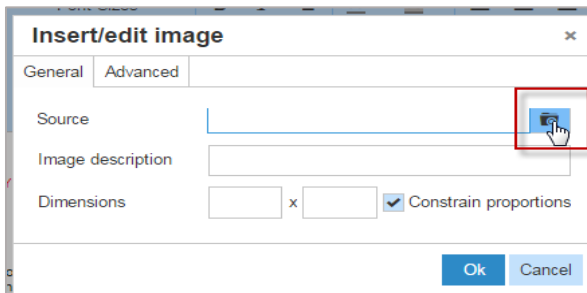 Insert/edit image ×
General Advanced
Source
Image description
Dimensions x Constrain proportions
Ok Cancel